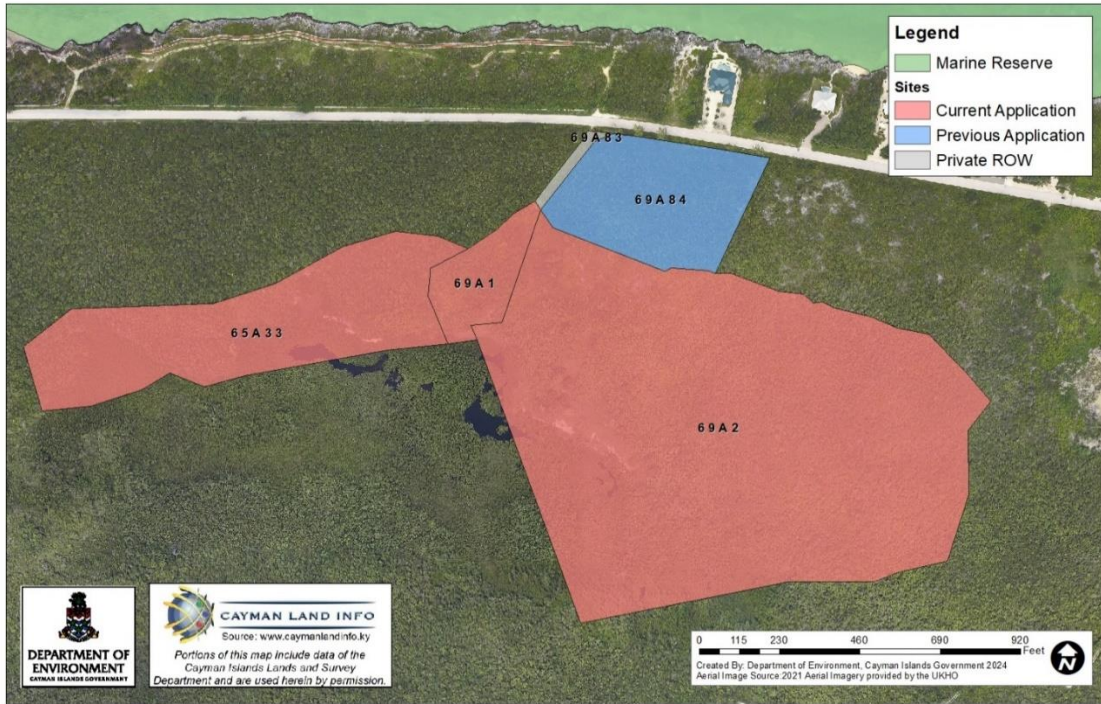 Legend
Marine Reserve
Sites
Current Application
Previous Application
Private ROW
69A83
69A84
69A1
65A33
69A2
DEPARTMENT OF
ENVIRONMENT
CAYMAN ISLANDS GOVERNMENT
CAYMAN LAND INFO
Source: www.caymanlandinfo.ky
Portions of this map include data of the
Cayman Islands Lands and Survey
Department and are used herein by permission.
0 115 230 460 690 920
Feet
Created By: Department of Environment, Cayman Islands Government 2024
Aerial Image Source:2021 Aerial Imagery provided by the UKHO
N